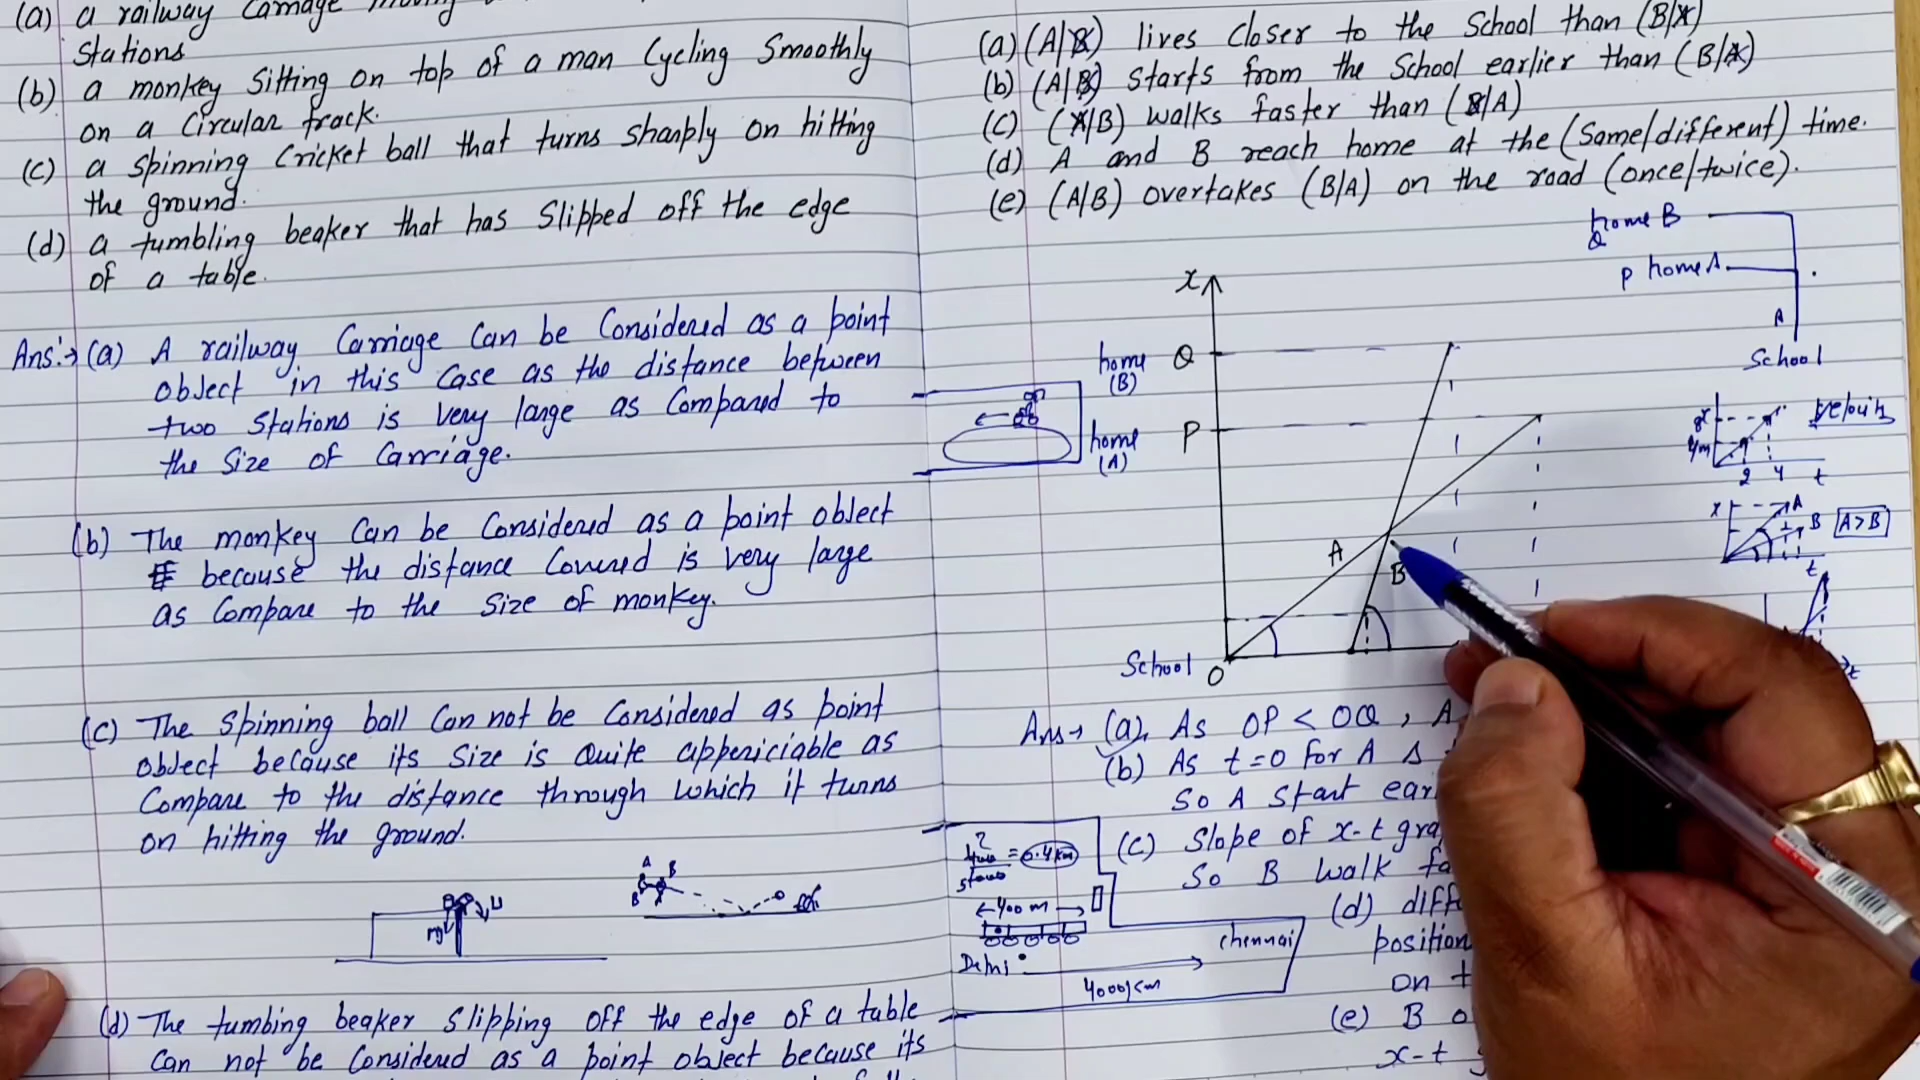 (a) a railway Carriage
Stations
(b) a monkey Sitting on top of a man Cycling Smoothly
on a Circular track.
(c) a Spinning Cricket ball that turns Sharply on hitting
the ground.
(d) a tumbling beaker that has Slipped off the edge
of a table.
Ans:→ (a) A railway Carriage Can be Considered as a point
Object in this Case as the distance between
two Stations is Very large as Compared to
the Size of Carriage.
(b) The monkey Can be Considered as a point object
because the distance Covered is very large
as Compare to the Size of monkey.
(c) The Spinning ball Can not be Considered as point
Object because its Size is Quite appericiable as
Compare to the distance through which it turns
on hitting the ground.
A B
B
mg u
(d) The tumbing beaker Slipping off the edge of a table
Can not be Considered as a point object because its
(a) (A/B) lives Closer to the School than (B/A)
(b) (A/B) Starts from the School earlier than (B/A)
(c) (A/B) walks faster than (B/A)
(d) A and B reach home at the (Same/different) time.
(e) (A/B) overtakes (B/A) on the road (once/twice).
home B
Q
P home A
A
School
x
home Q
(B)
home P
(A)
A
B
School O
velocity
2 4 t
x A
B A>B
t
t
Ans→ (a). As OP < OQ, A
(b) As t=0 for A
So A Start
(c) Slope of x-t
So B walk
(d)
position
on
(e) B
x-t
= 0.4km
←400 m→
Delhi
Chennai
4000km